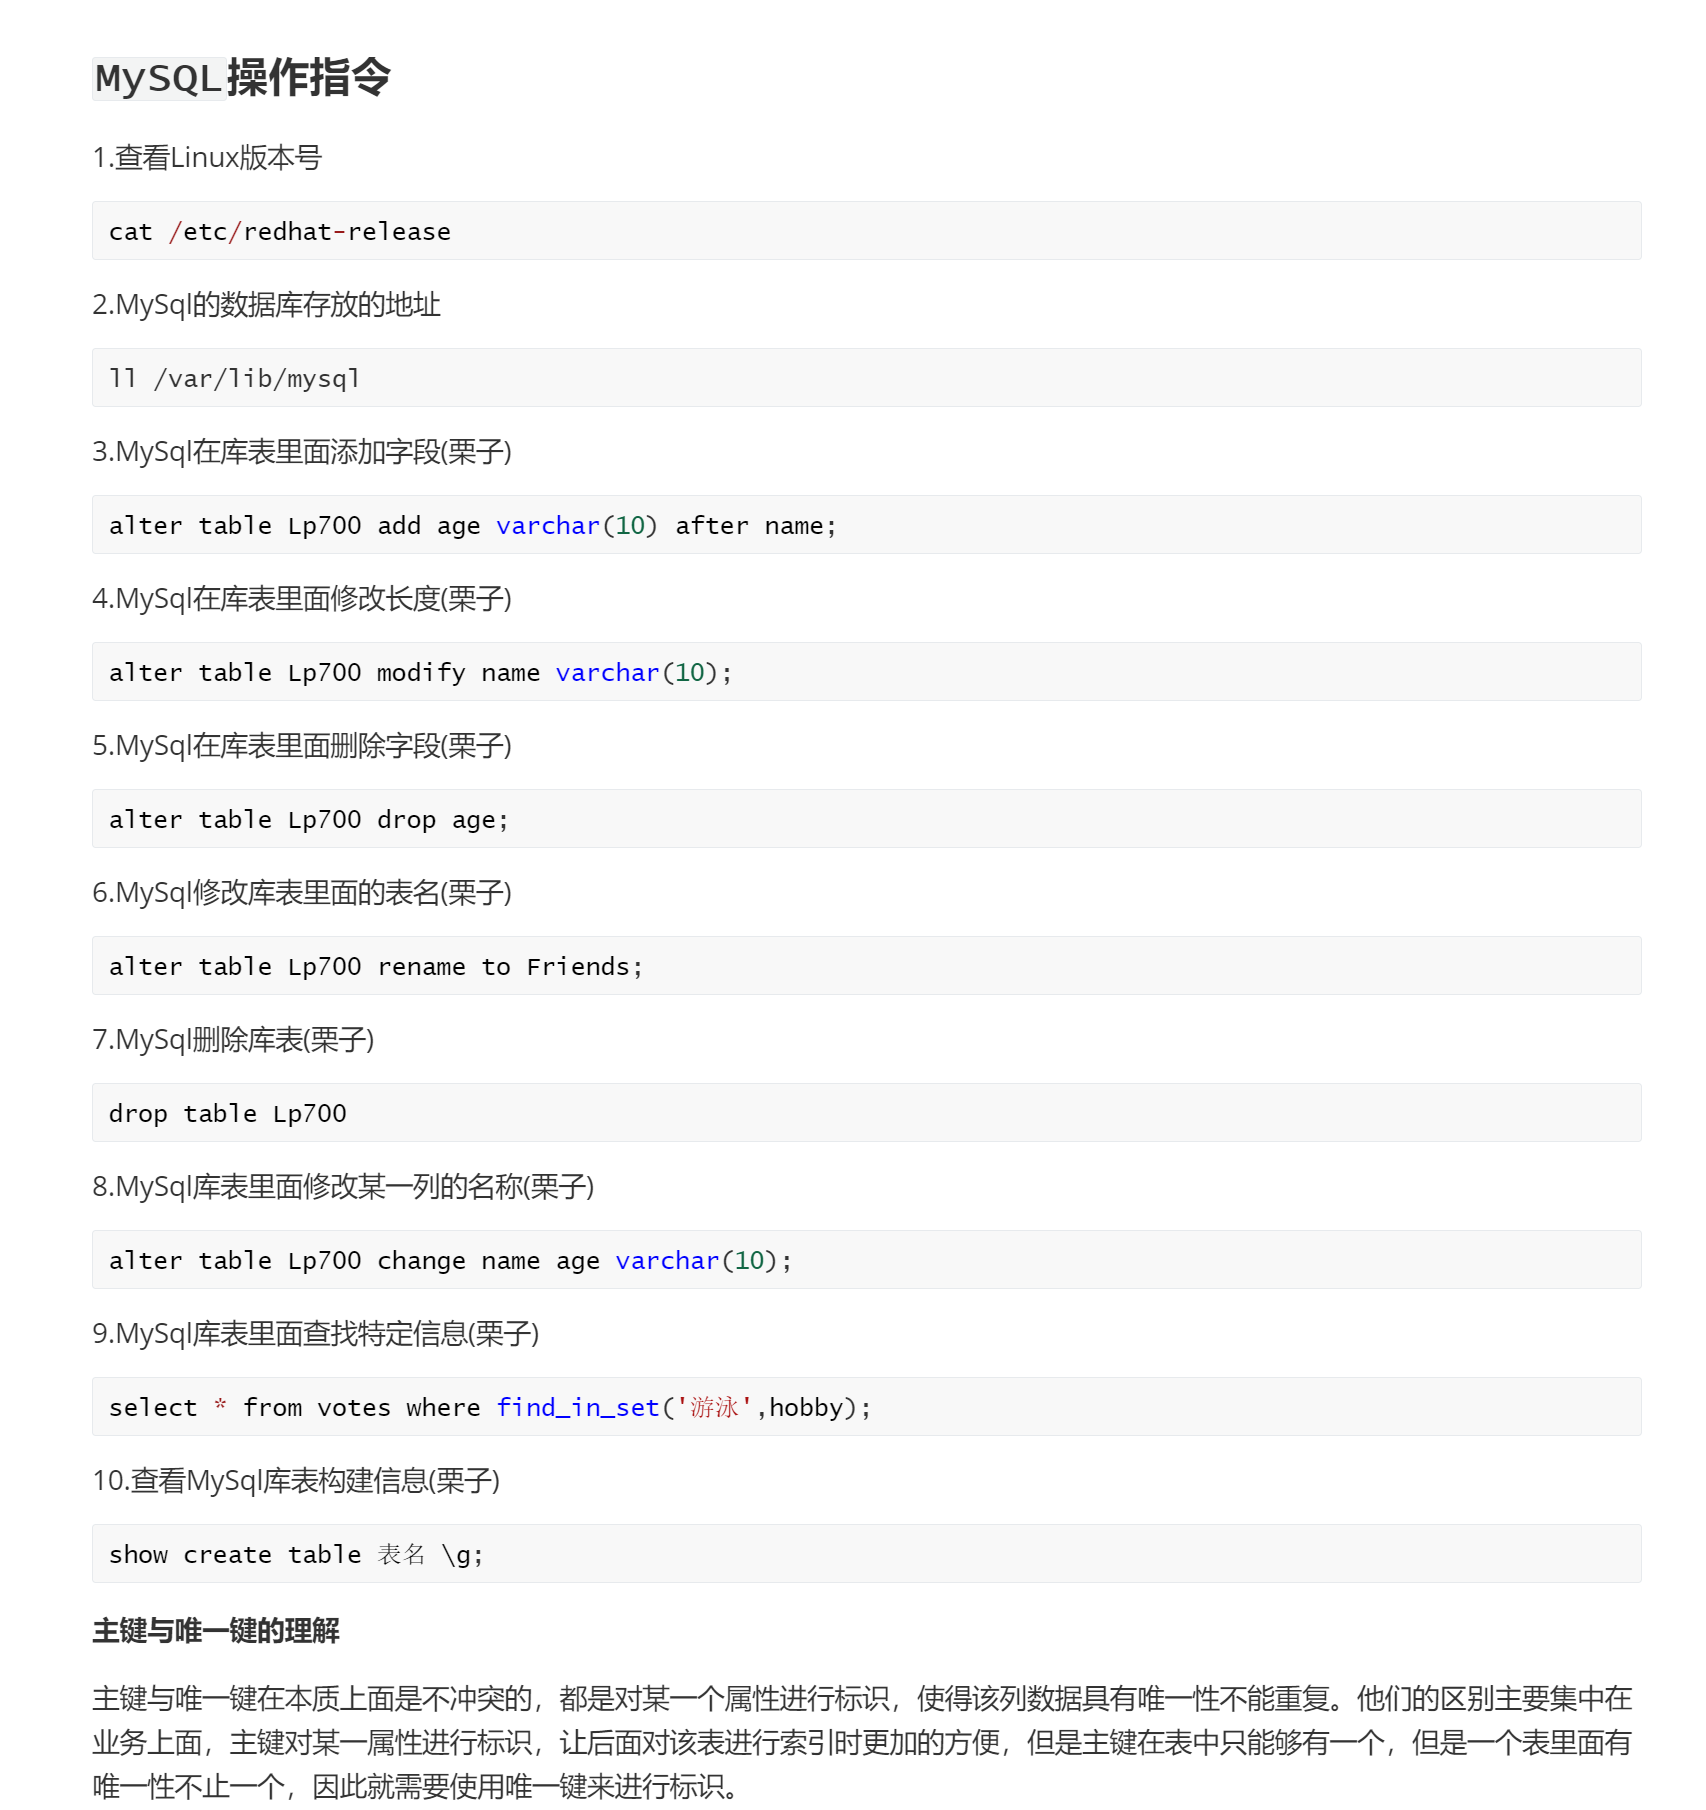 MySQL操作指令
1.查看Linux版本号
cat /etc/redhat-release
2.MySql的数据库存放的地址
ll /var/lib/mysql
3.MySql在库表里面添加字段(栗子)
alter table Lp700 add age varchar(10) after name;
4.MySql在库表里面修改长度(栗子)
alter table Lp700 modify name varchar(10);
5.MySql在库表里面删除字段(栗子)
alter table Lp700 drop age;
6.MySql修改库表里面的表名(栗子)
alter table Lp700 rename to Friends;
7.MySql删除库表(栗子)
drop table Lp700
8.MySql库表里面修改某一列的名称(栗子)
alter table Lp700 change name age varchar(10);
9.MySql库表里面查找特定信息(栗子)
select * from votes where find_in_set('游泳',hobby);
10.查看MySql库表构建信息(栗子)
show create table 表名 \g;
主键与唯一键的理解
主键与唯一键在本质上面是不冲突的，都是对某一个属性进行标识，使得该列数据具有唯一性不能重复。他们的区别主要集中在
业务上面，主键对某一属性进行标识，让后面对该表进行索引时更加的方便，但是主键在表中只能够有一个，但是一个表里面有
唯一性不止一个，因此就需要使用唯一键来进行标识。